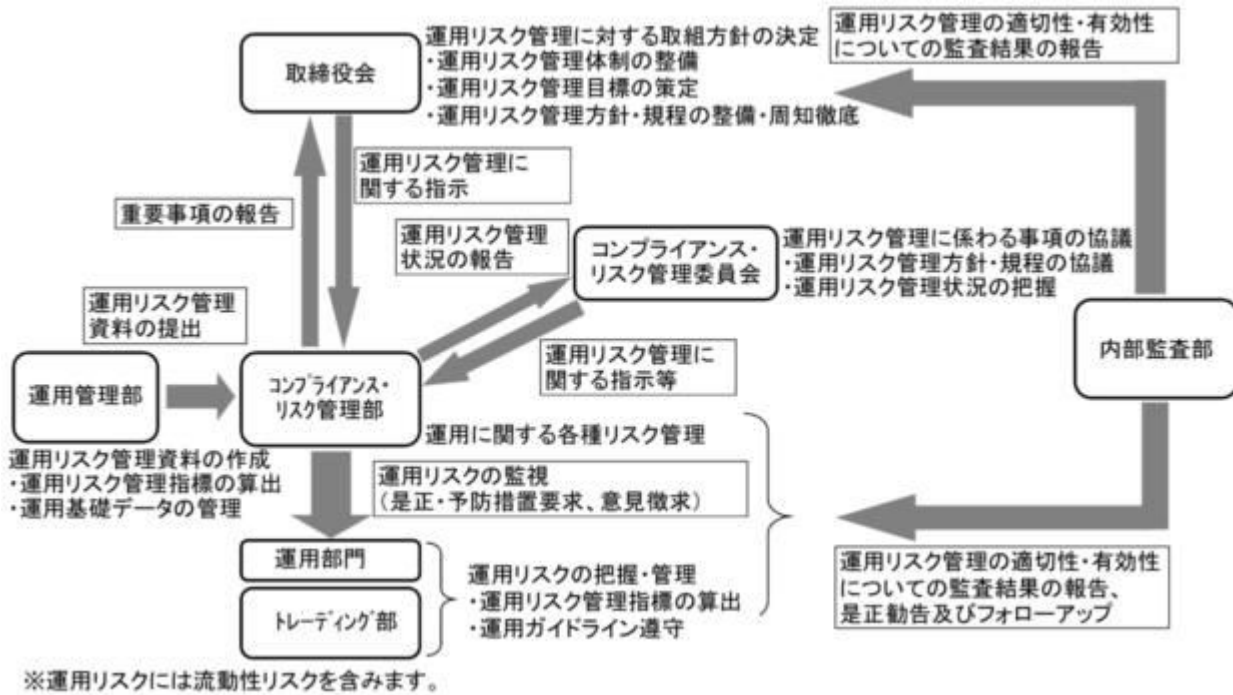 取締役会
運用リスク管理に対する取組方針の決定
・運用リスク管理体制の整備
・運用リスク管理目標の策定
・運用リスク管理方針・規程の整備・周知徹底
運用リスク管理の適切性・有効性
についての監査結果の報告
運用リスク管理に
関する指示
重要事項の報告
運用リスク管理
状況の報告
コンプライアンス・
リスク管理委員会
運用リスク管理に係わる事項の協議
・運用リスク管理方針・規程の協議
・運用リスク管理状況の把握
運用リスク管理
資料の提出
運用リスク管理に
関する指示等
内部監査部
運用管理部
コンプライアンス・
リスク管理部
運用に関する各種リスク管理
運用リスク管理資料の作成
・運用リスク管理指標の算出
・運用基礎データの管理
運用リスクの監視
(是正・予防措置要求、意見徴求)
運用部門
トレーディング部
運用リスクの把握・管理
・運用リスク管理指標の算出
・運用ガイドライン遵守
運用リスク管理の適切性・有効性
についての監査結果の報告、
是正勧告及びフォローアップ
※運用リスクには流動性リスクを含みます。